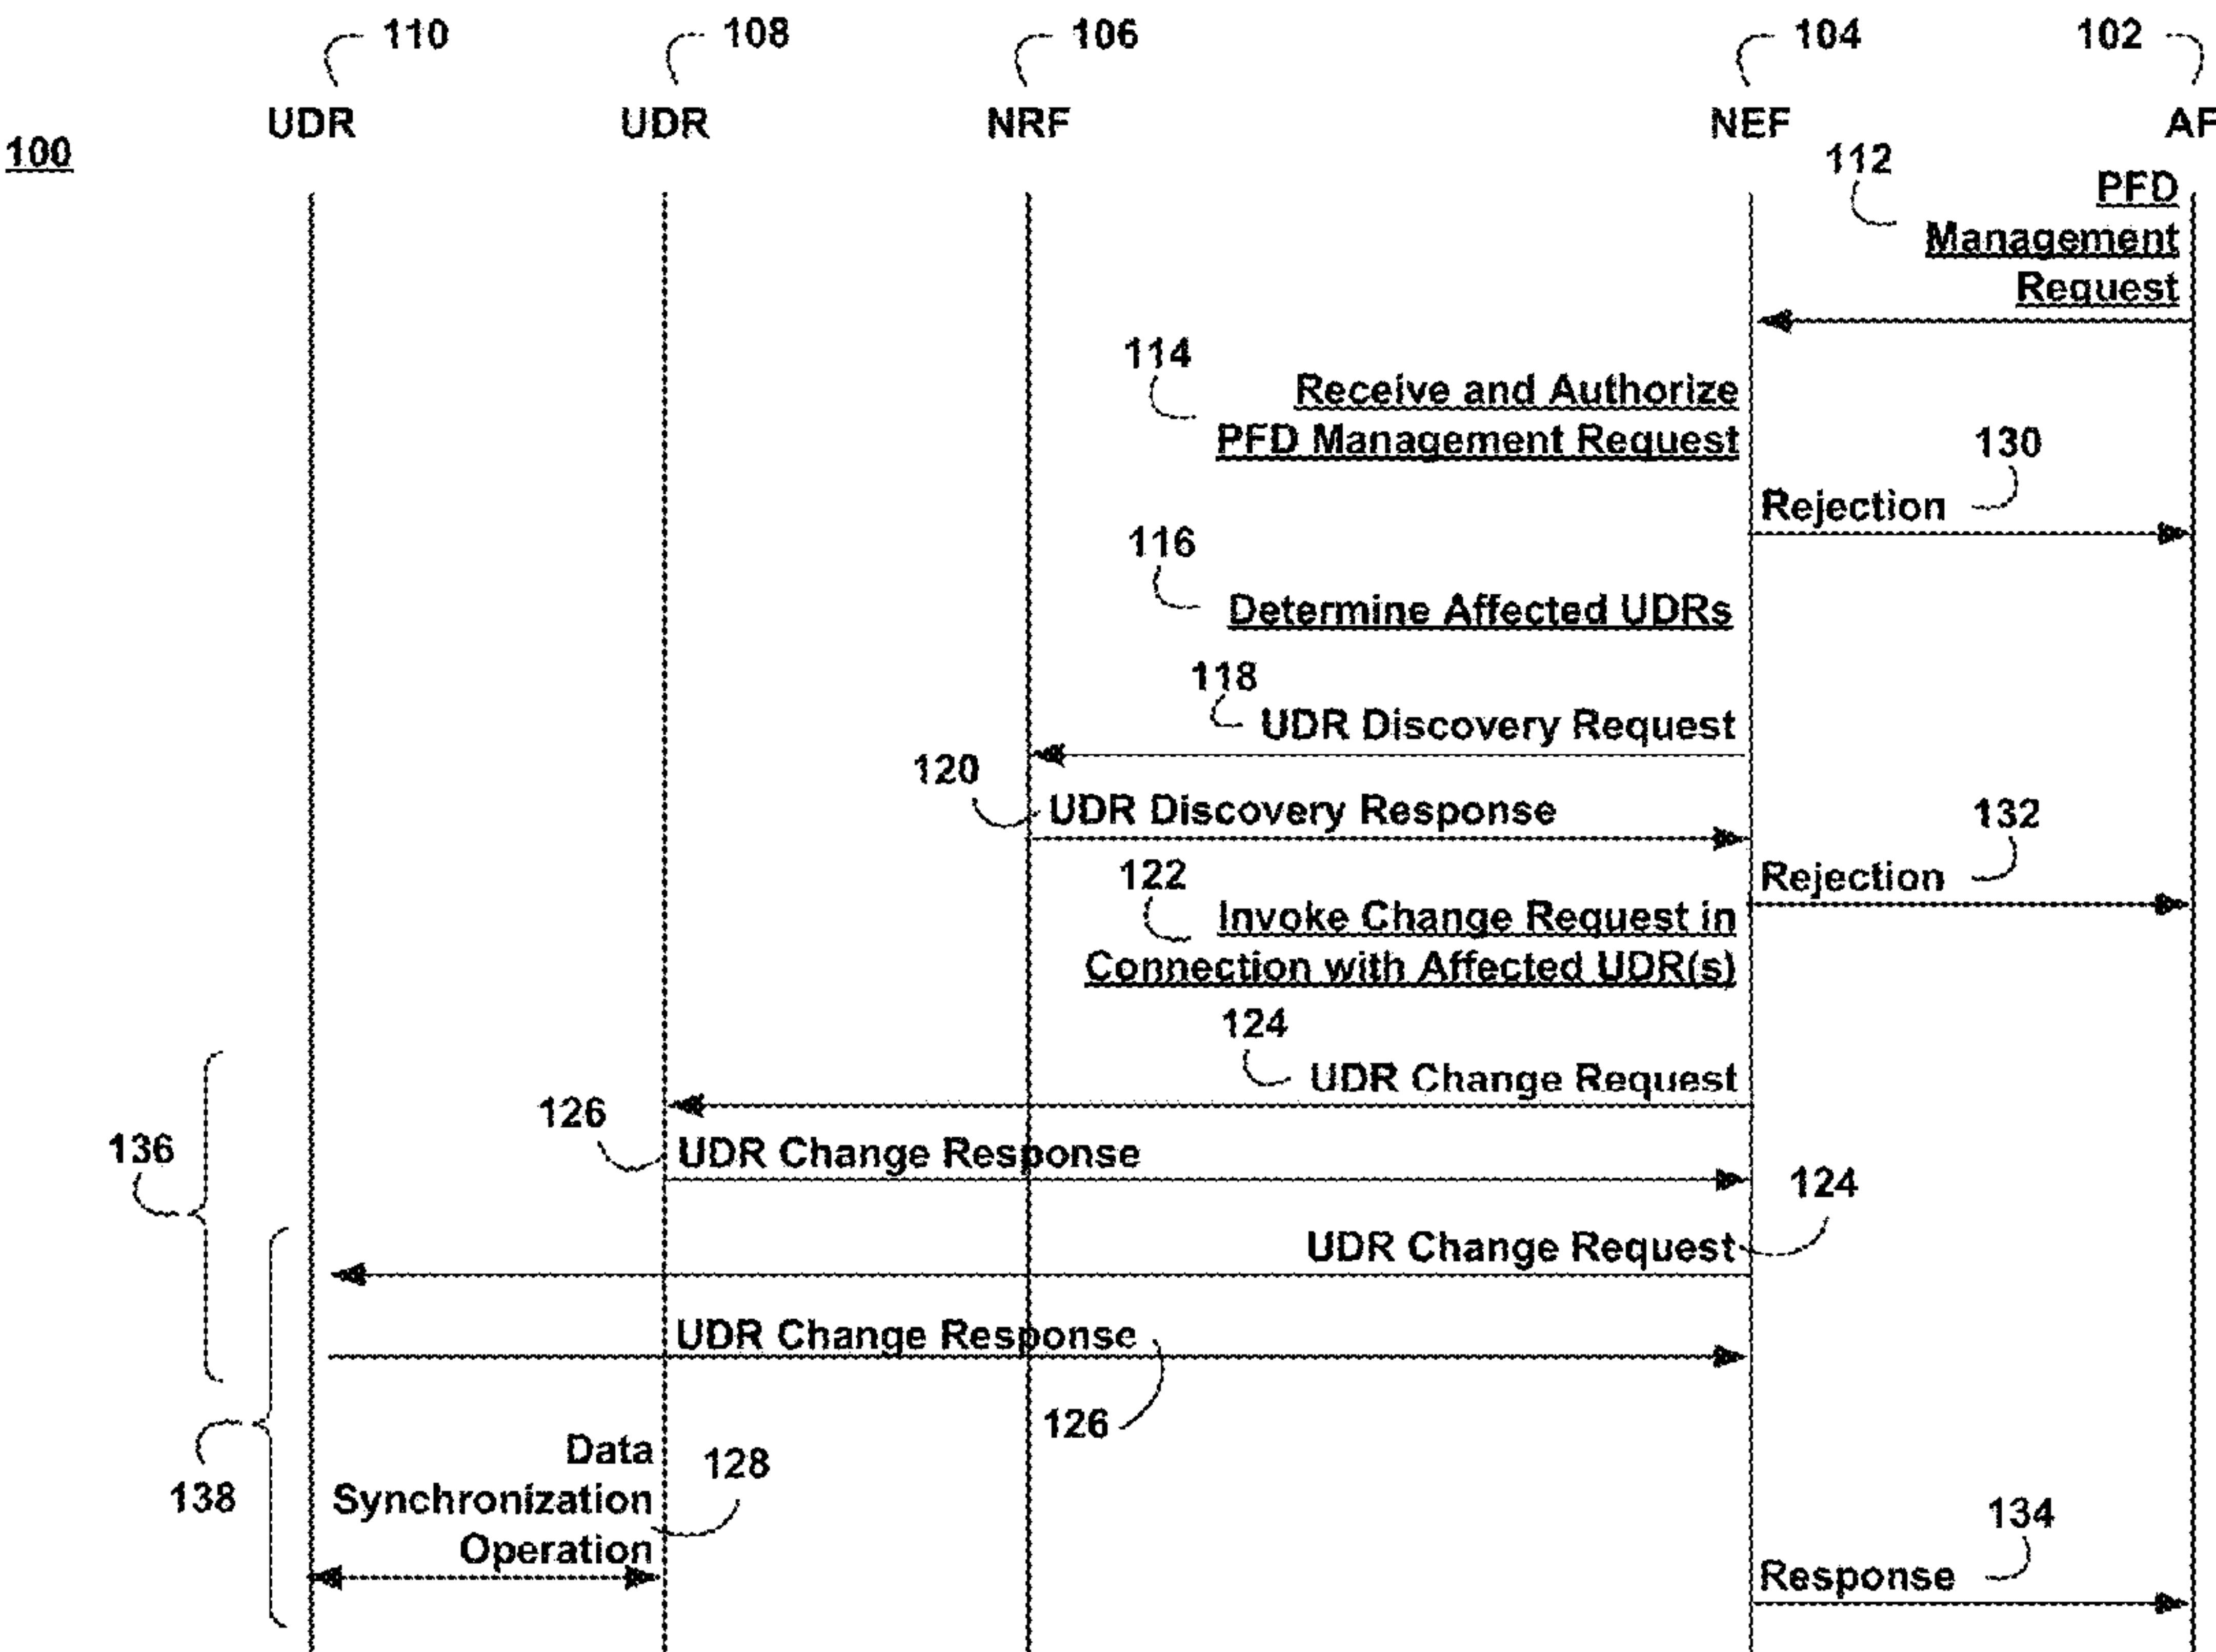 110
108
106
104
102
UDR
UDR
NRF
NEF
AF
100
112
PFD
Management
Request
114
Receive and Authorize
PFD Management Request
130
Rejection
116
Determine Affected UDRs
118
UDR Discovery Request
120
UDR Discovery Response
132
Rejection
122
Invoke Change Request in
Connection with Affected UDR(s)
124
UDR Change Request
126
UDR Change Response
136
124
UDR Change Request
UDR Change Response
126
Data
Synchronization
Operation
128
138
134
Response